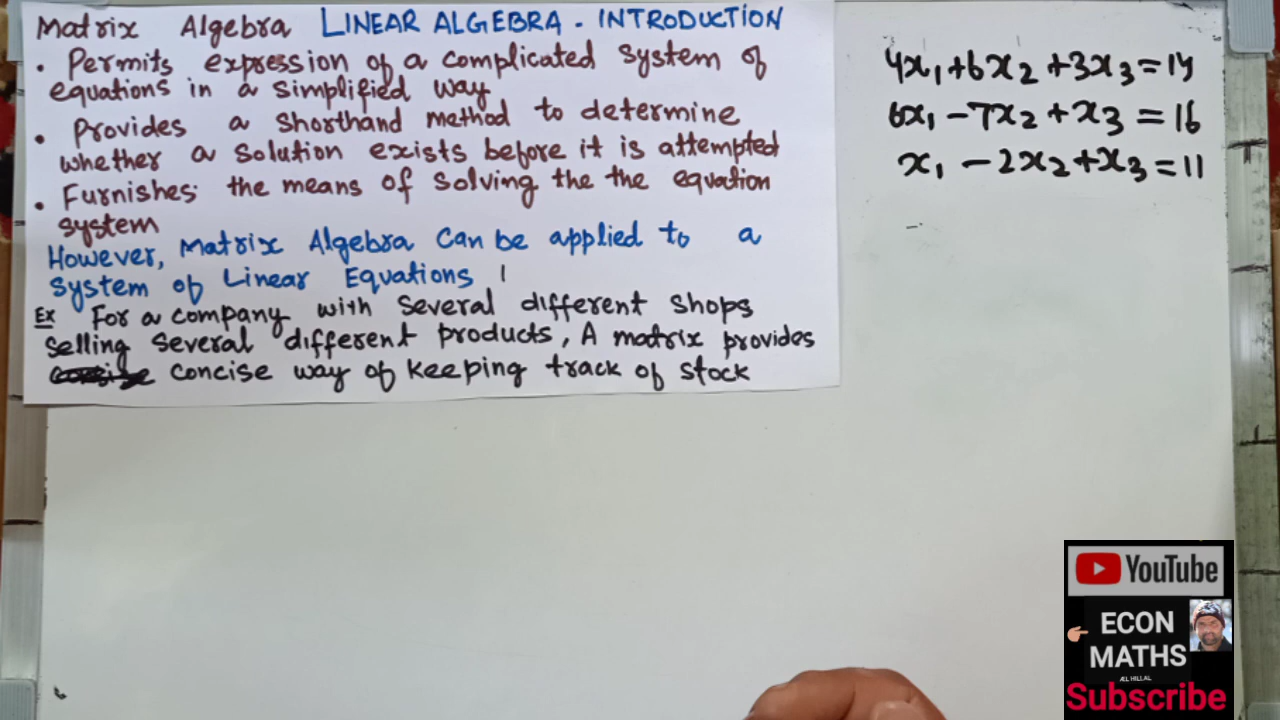 Matrix Algebra LINEAR ALGEBRA - INTRODUCTION
• Permits expression of a complicated system of
equations in a simplified way
• Provides a shorthand method to determine
whether a solution exists before it is attempted
• Furnishes the means of solving the the equation
system
However, Matrix Algebra can be applied to a
system of Linear Equations
Ex For a company with several different shops
selling several different products, A matrix provides
concise way of keeping track of stock
4x₁+6x₂+3x₃=14
6x₁-7x₂+x₃=16
x₁-2x₂+x₃=11
YouTube
ECON
MATHS
ÆL HILLAL
Subscribe